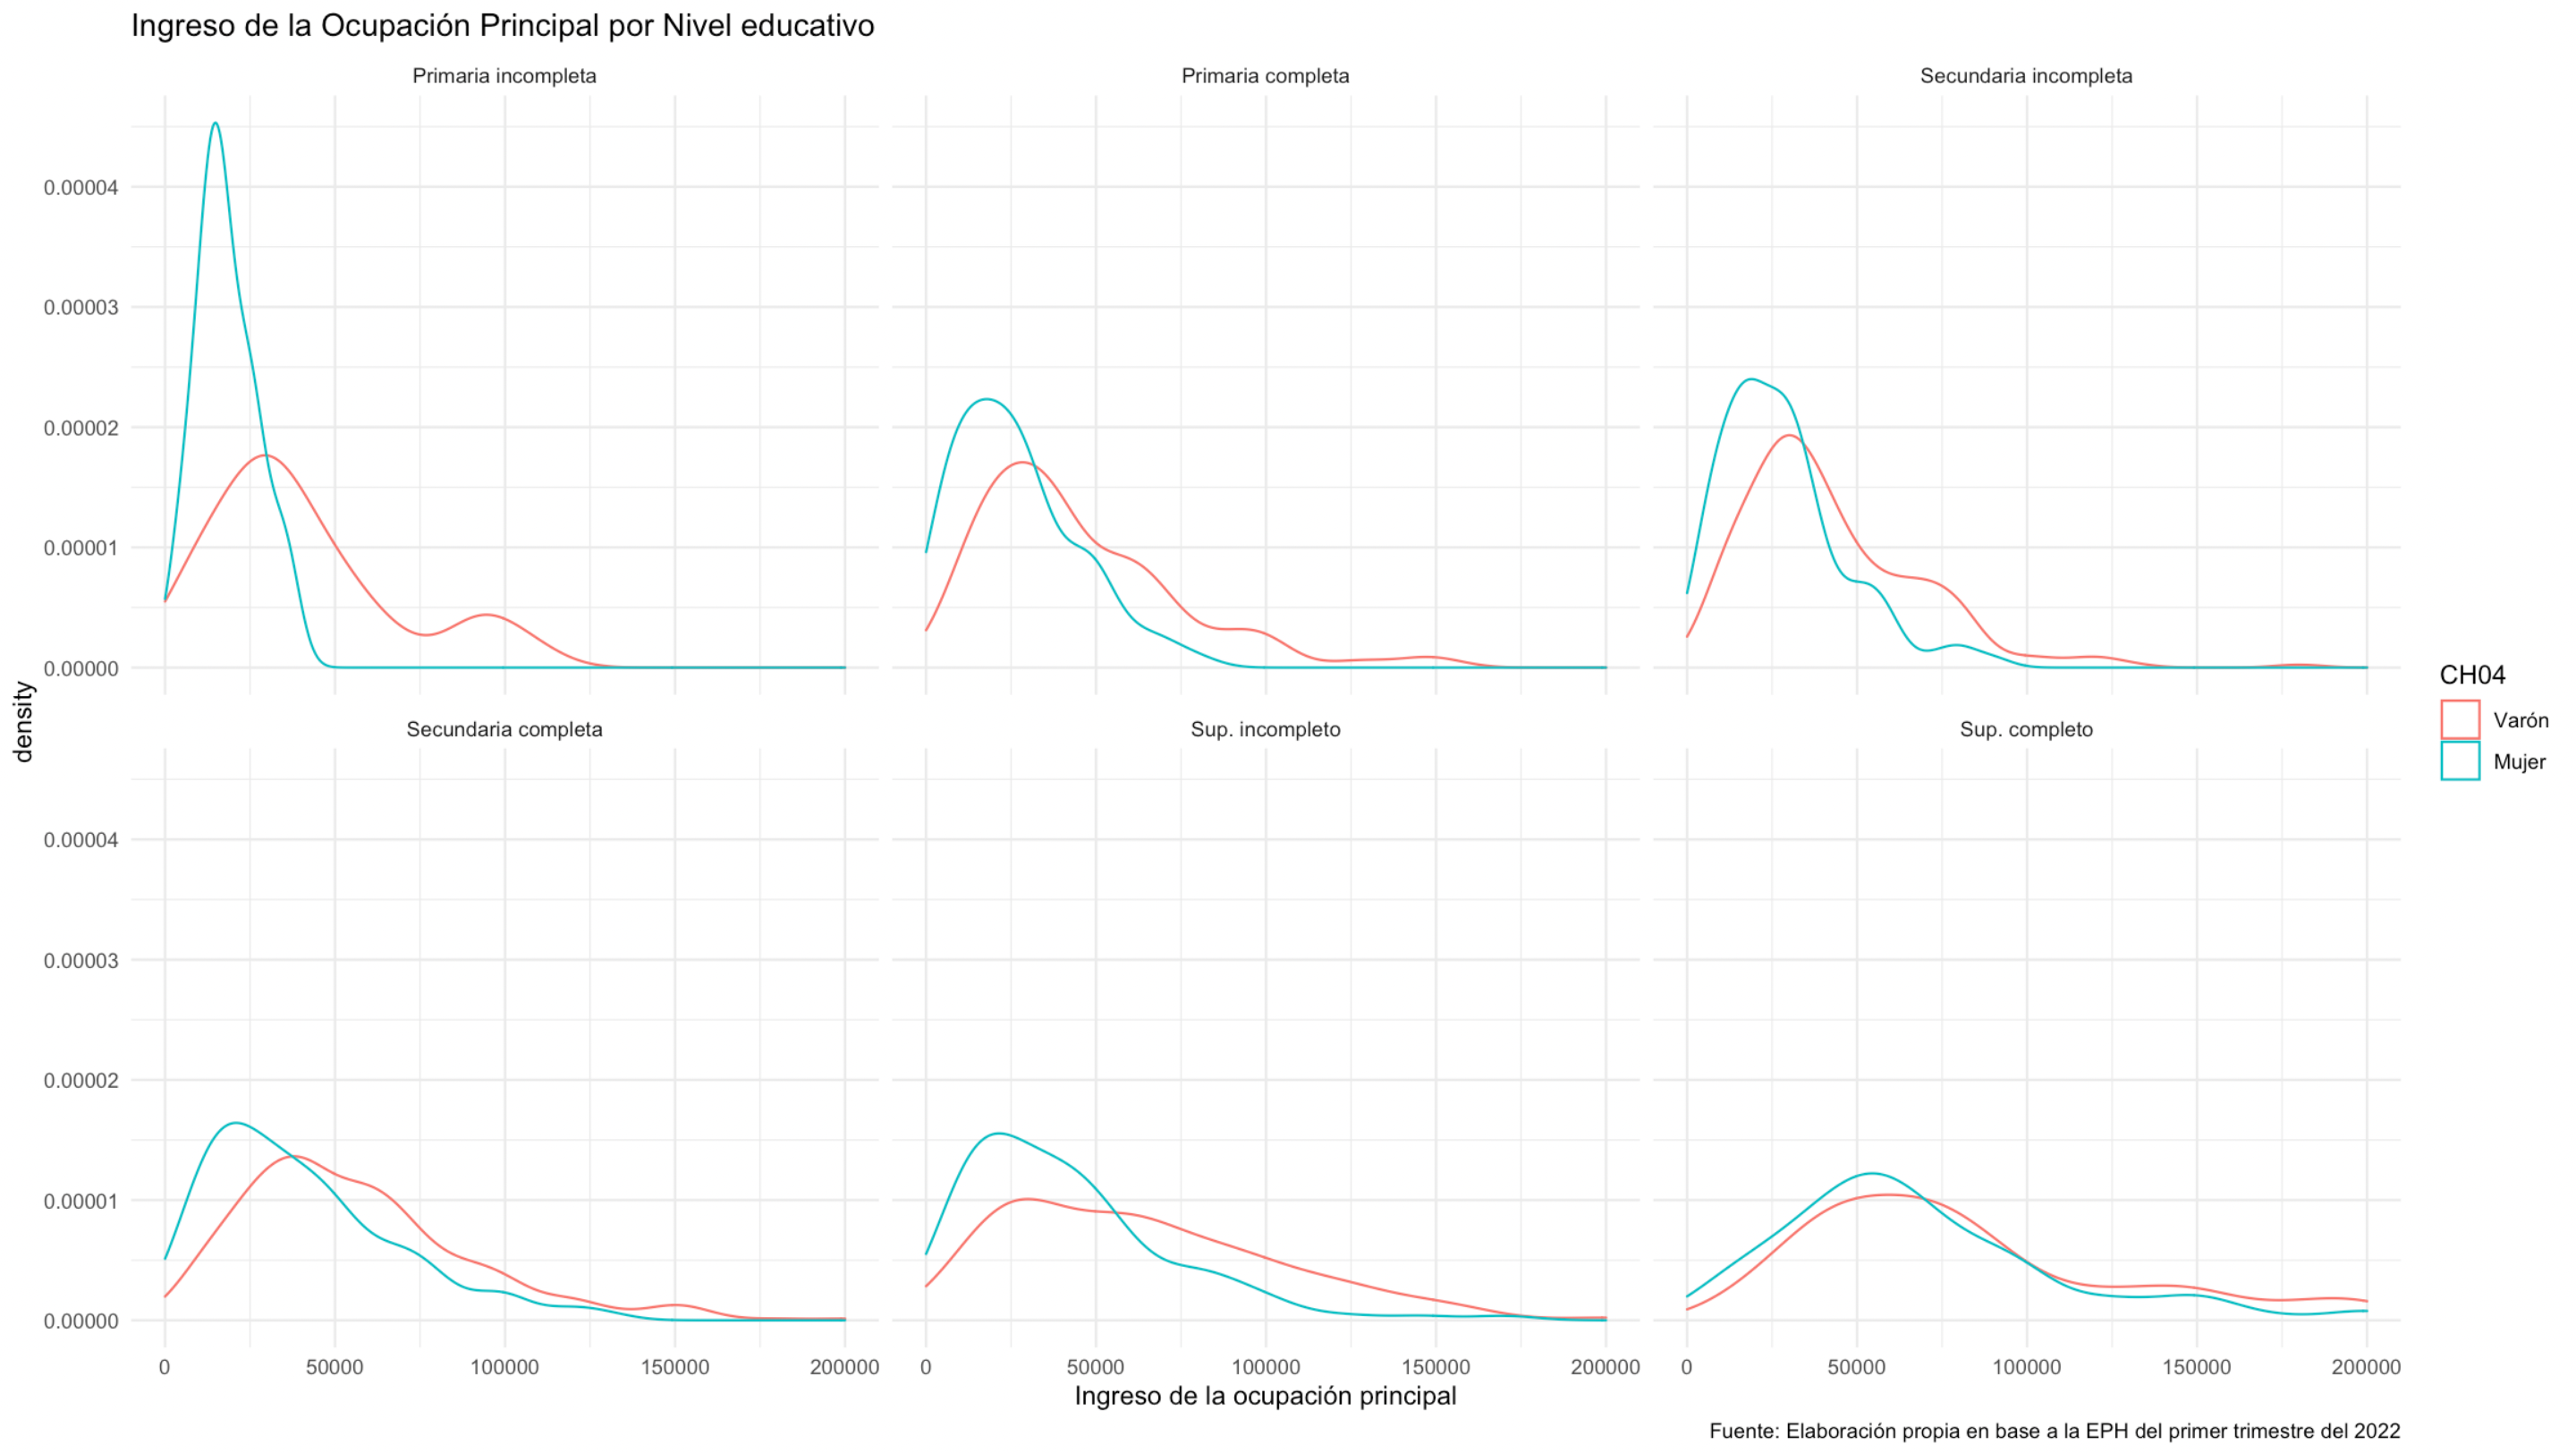 Ingreso de la Ocupación Principal por Nivel educativo
Primaria incompleta
Primaria completa
Secundaria incompleta
0.00004
0.00003
0.00002
0.00001
0.00000
density
Secundaria completa
Sup. incompleto
Sup. completo
0.00004
0.00003
0.00002
0.00001
0.00000
0 50000 100000 150000 200000
0 50000 100000 150000 200000
0 50000 100000 150000 200000
Ingreso de la ocupación principal
CH04
Varón
Mujer
Fuente: Elaboración propia en base a la EPH del primer trimestre del 2022